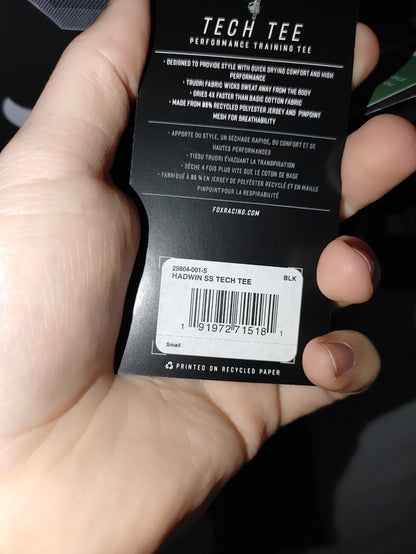 TECH TEE
PERFORMANCE TRAINING TEE
• DESIGNED TO PROVIDE STYLE WITH QUICK DRYING COMFORT AND HIGH
PERFORMANCE
• TRUDRI FABRIC WICKS SWEAT AWAY FROM THE BODY
• DRIES 4X FASTER THAN BASIC COTTON FABRIC
• MADE FROM 86% RECYCLED POLYESTER JERSEY AND PINPOINT
MESH FOR BREATHABILITY
• APPORTE DU STYLE, UN SÉCHAGE RAPIDE, DU CONFORT ET DE
HAUTES PERFORMANCES
• TISSU TRUDRI ÉVACUANT LA TRANSPIRATION
• SÈCHE 4 FOIS PLUS VITE QUE LE COTON DE BASE
• FABRIQUÉ À 86 % EN JERSEY DE POLYESTER RECYCLÉ ET EN MAILLE
PINPOINT POUR LA RESPIRABILITÉ
FOXRACING.COM
29804-001-S
HADWIN SS TECH TEE BLK
1 91972 71518 1
Small
PRINTED ON RECYCLED PAPER